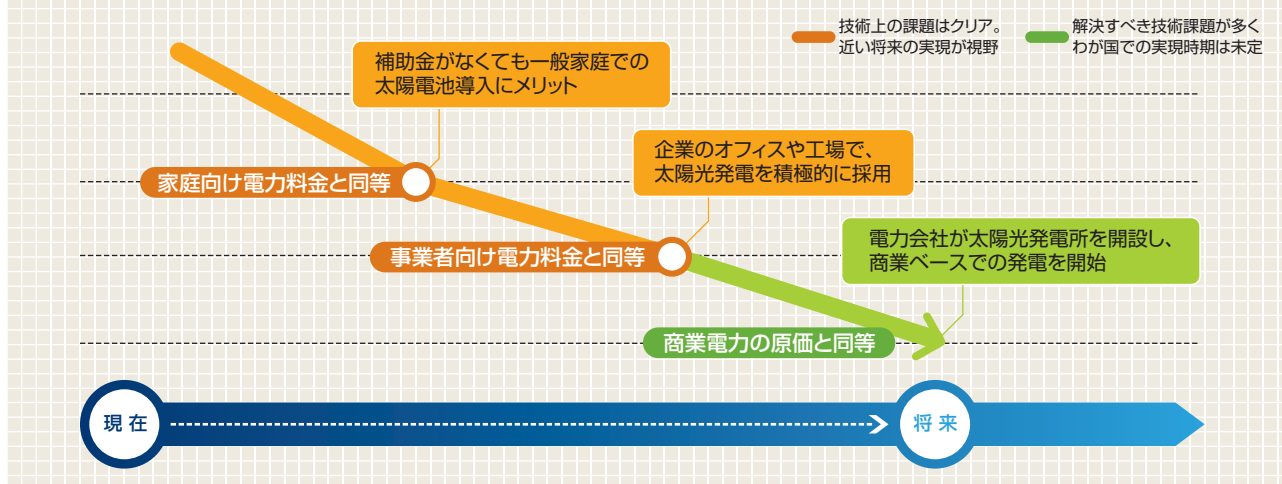 技術上の課題はクリア。
近い将来の実現が視野
解決すべき技術課題が多く
わが国での実現時期は未定
補助金がなくても一般家庭での
太陽電池導入にメリット
家庭向け電力料金と同等
企業のオフィスや工場で、
太陽光発電を積極的に採用
事業者向け電力料金と同等
電力会社が太陽光発電所を開設し、
商業ベースでの発電を開始
商業電力の原価と同等
現在
将来